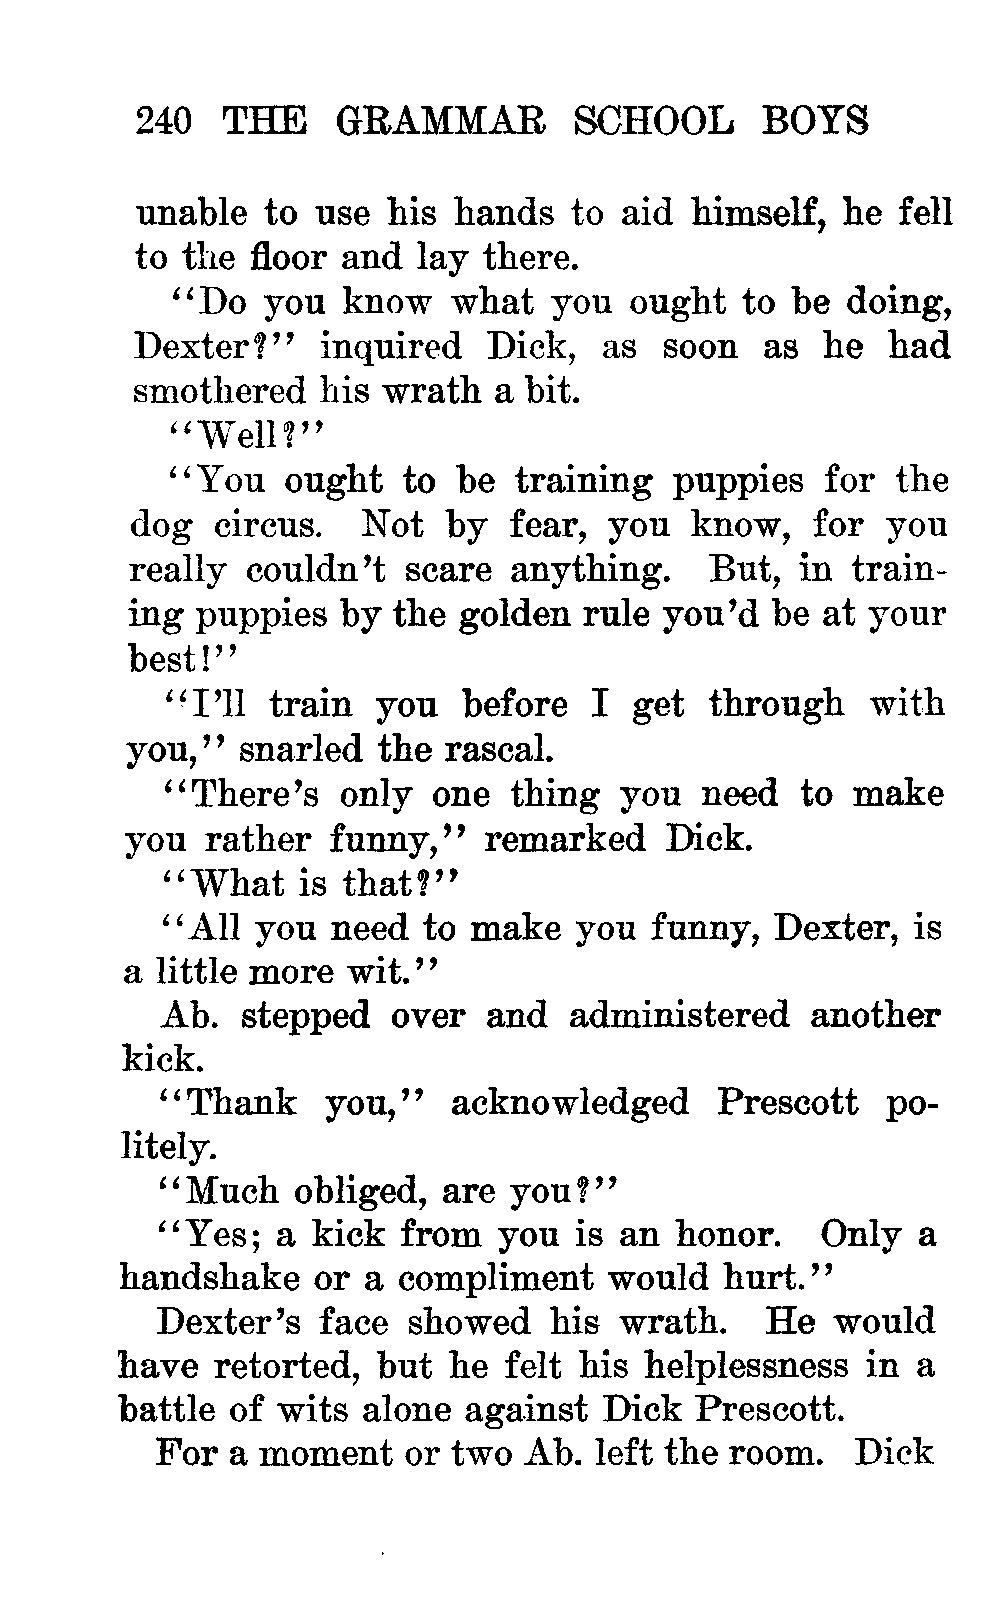 240 THE GRAMMAR SCHOOL BOYS
unable to use his hands to aid himself, he fell
to the floor and lay there.
"Do you know what you ought to be doing,
Dexter?" inquired Dick, as soon as he had
smothered his wrath a bit.
"Well?"
"You ought to be training puppies for the
dog circus. Not by fear, you know, for you
really couldn't scare anything. But, in train-
ing puppies by the golden rule you'd be at your
best!"
"I'll train you before I get through with
you," snarled the rascal.
"There's only one thing you need to make
you rather funny," remarked Dick.
"What is that?"
"All you need to make you funny, Dexter, is
a little more wit."
Ab. stepped over and administered another
kick.
"Thank you," acknowledged Prescott po-
litely.
"Much obliged, are you?"
"Yes; a kick from you is an honor. Only a
handshake or a compliment would hurt."
Dexter's face showed his wrath. He would
have retorted, but he felt his helplessness in a
battle of wits alone against Dick Prescott.
For a moment or two Ab. left the room. Dick